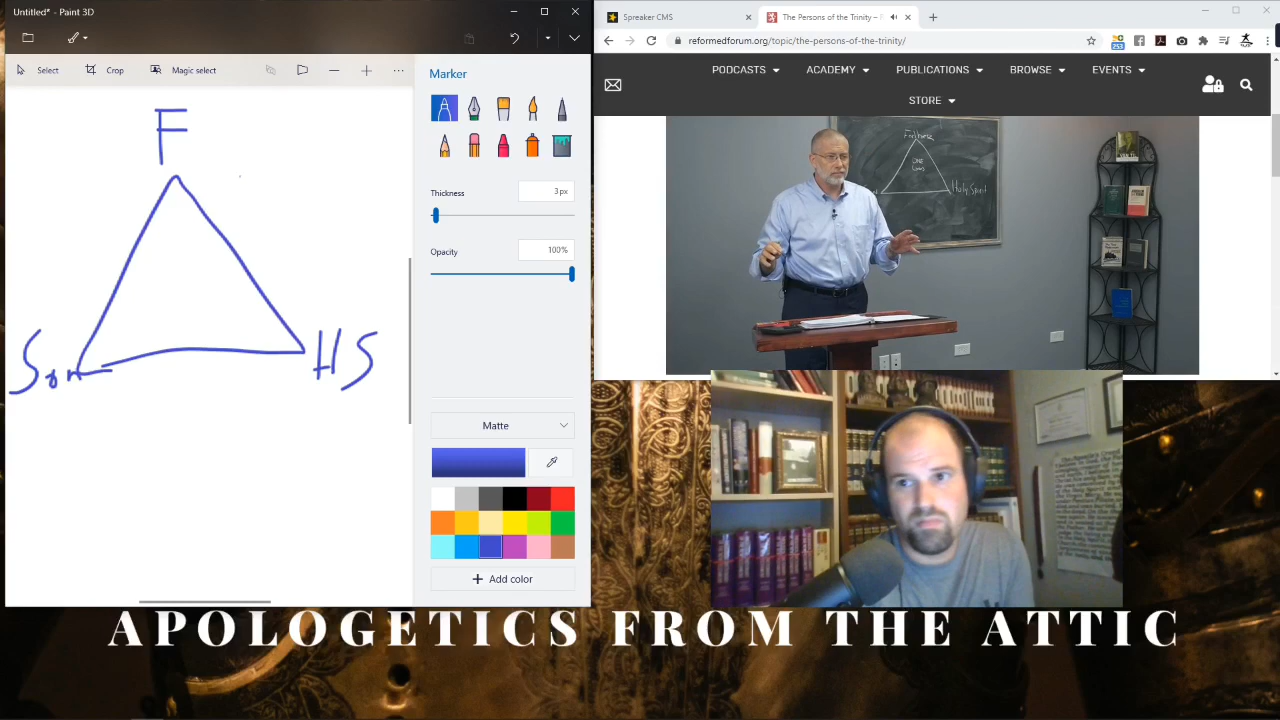 Untitled* - Paint 3D
Select
Crop
Magic select
Marker
Thickness
3px
Opacity
100%
Matte
Add color
F
Son
HS
Spreaker CMS
The Persons of the Trinity –
reformedforum.org/topic/the-persons-of-the-trinity/
253
PODCASTS
ACADEMY
PUBLICATIONS
BROWSE
EVENTS
STORE
Holy Spirit
APOLOGETICS FROM THE ATTIC